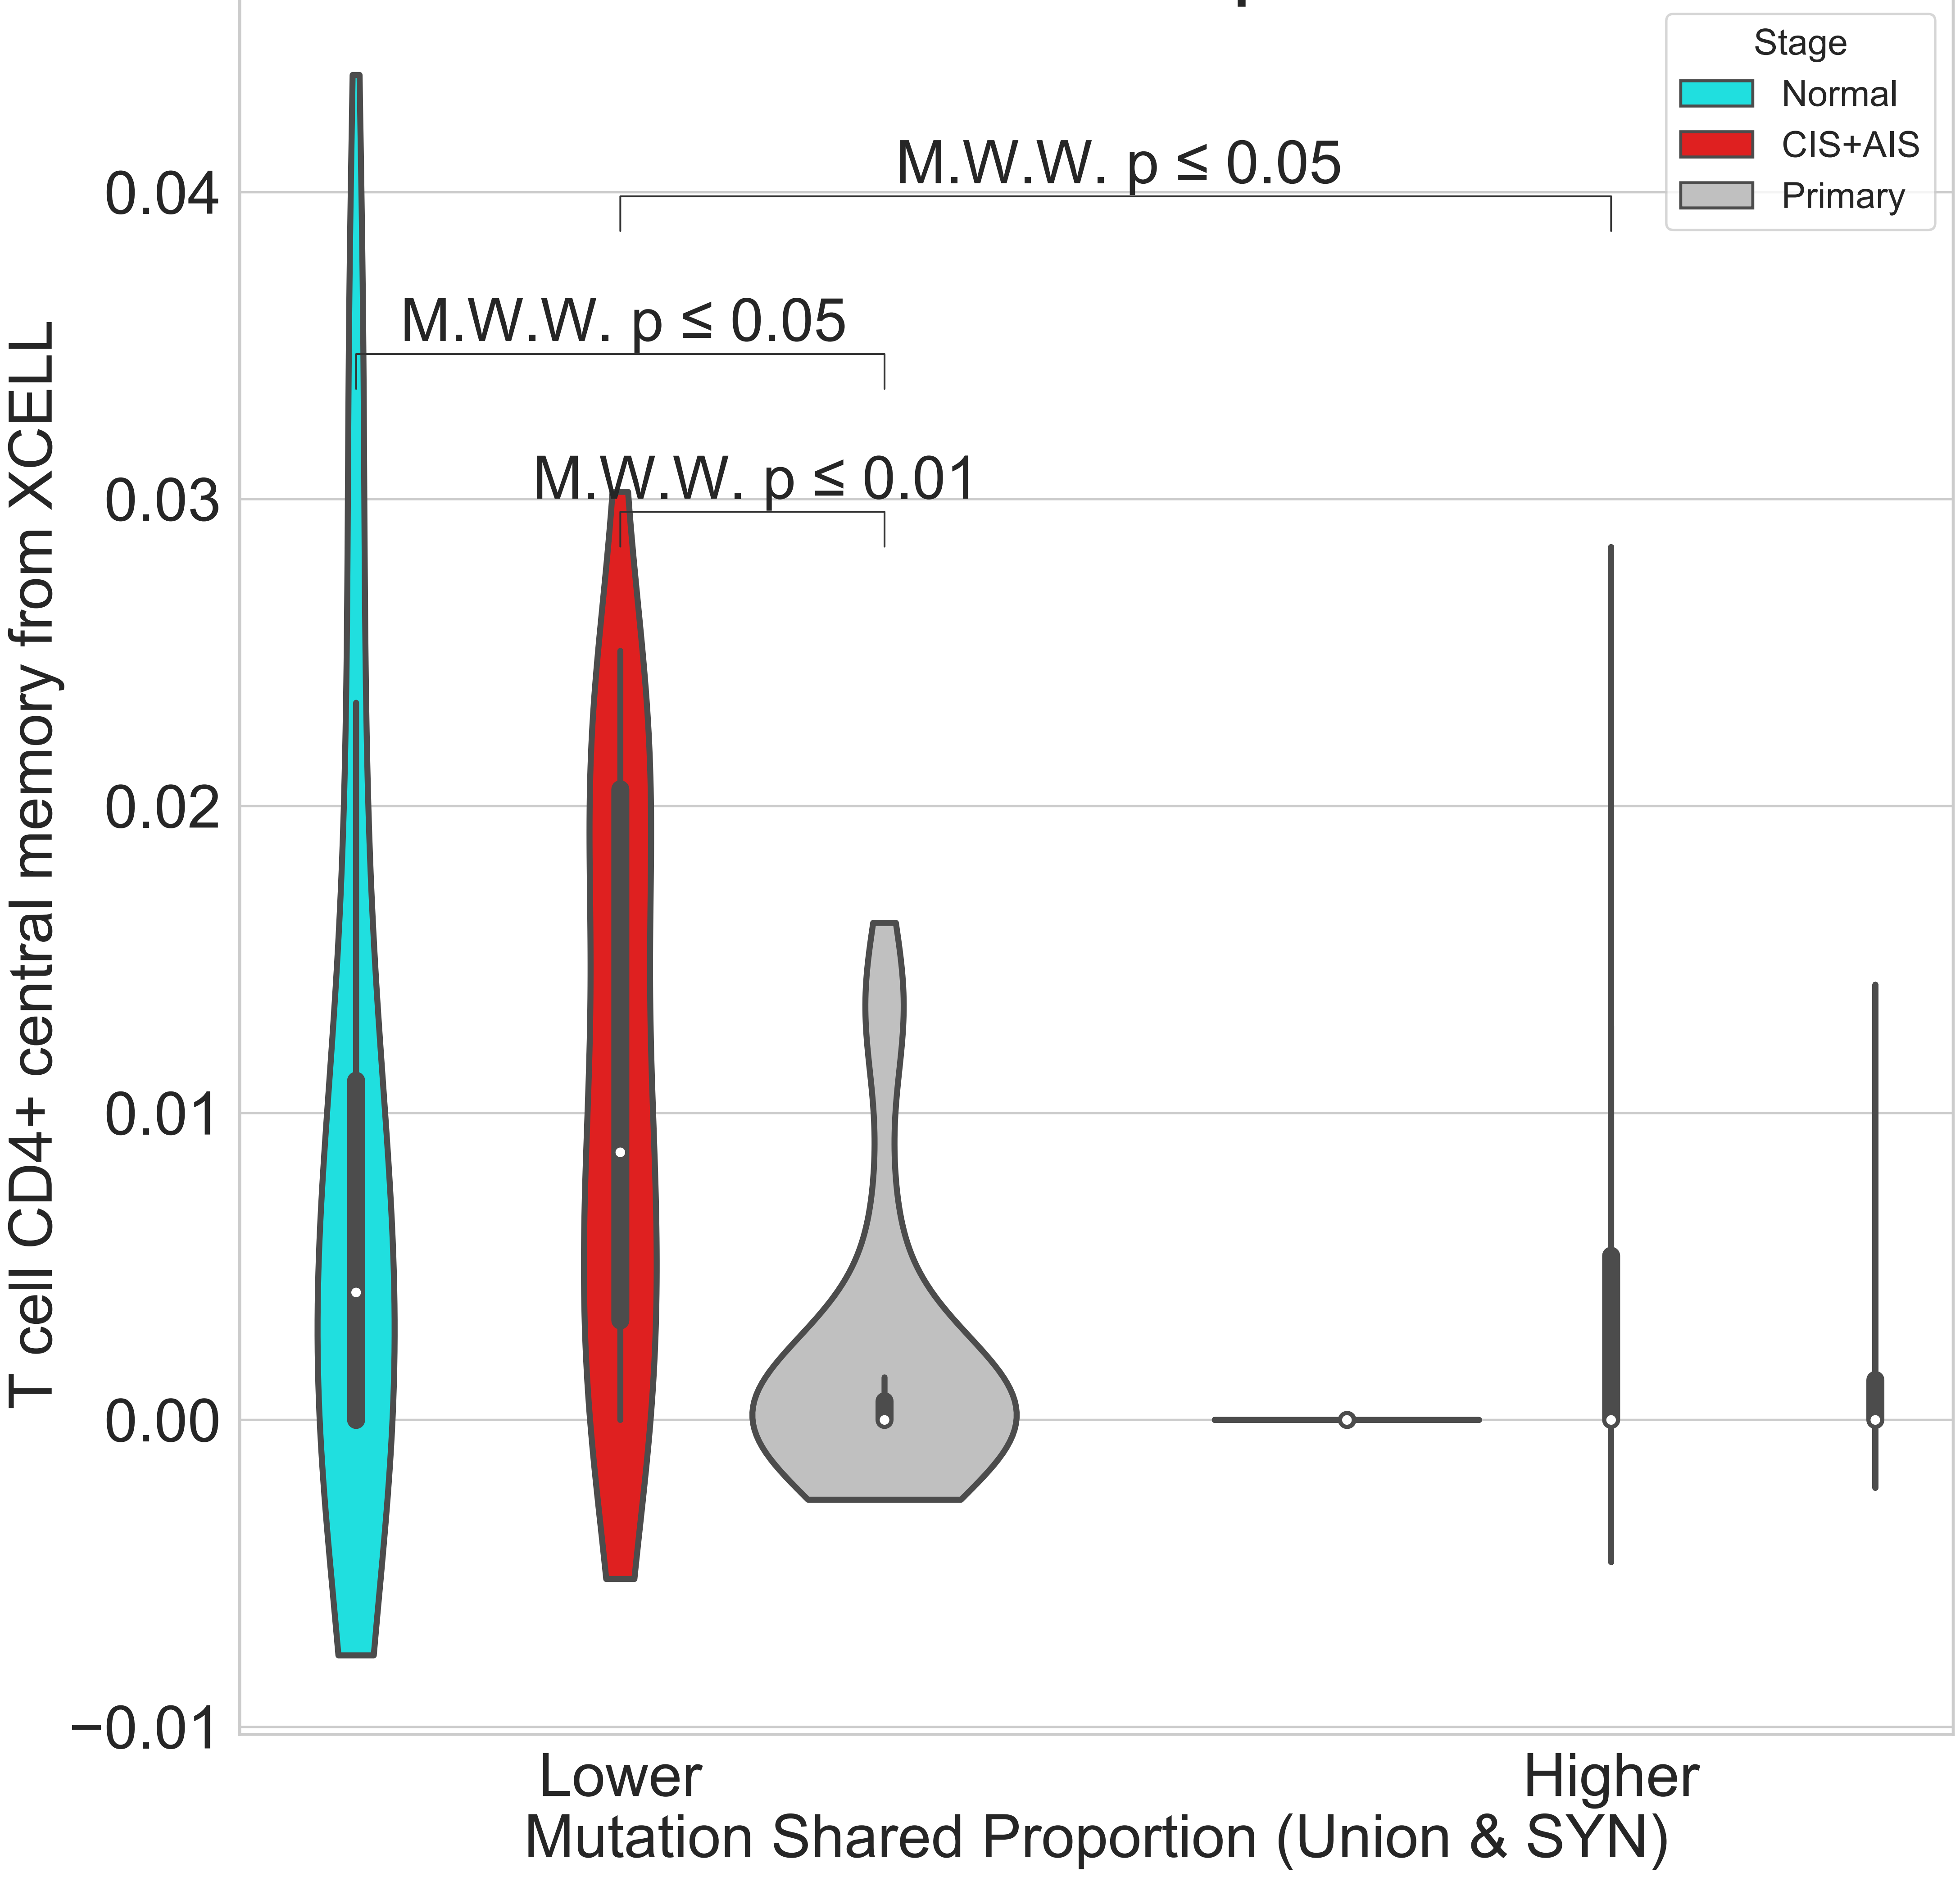 Stage
Normal
CIS+AIS
Primary
M.W.W. p ≤ 0.05
M.W.W. p ≤ 0.05
M.W.W. p ≤ 0.01
T cell CD4+ central memory from XCELL
0.04
0.03
0.02
0.01
0.00
−0.01
Lower
Higher
Mutation Shared Proportion (Union & SYN)